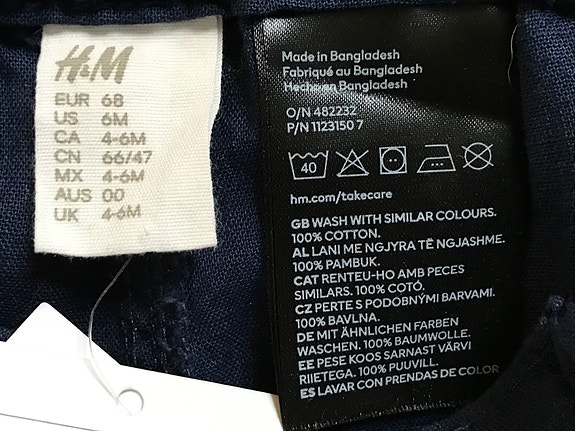 H&M
EUR 68
US 6M
CA 4-6M
CN 66/47
MX 4-6M
AUS 00
UK 4-6M
Made in Bangladesh
Fabriqué au Bangladesh
Hecho en Bangladesh
O/N 482232
P/N 1123150 7
40
hm.com/takecare
GB WASH WITH SIMILAR COLOURS.
100% COTTON.
AL LANI ME NGJYRA TË NGJASHME.
100% PAMBUK.
CAT RENTEU-HO AMB PECES
SIMILARS. 100% COTÓ.
CZ PERTE S PODOBNÝMI BARVAMI.
100% BAVLNA.
DE MIT ÄHNLICHEN FARBEN
WASCHEN. 100% BAUMWOLLE.
EE PESE KOOS SARNAST VÄRVI
RIIETEGA. 100% PUUVILL.
ES LAVAR CON PRENDAS DE COLOR